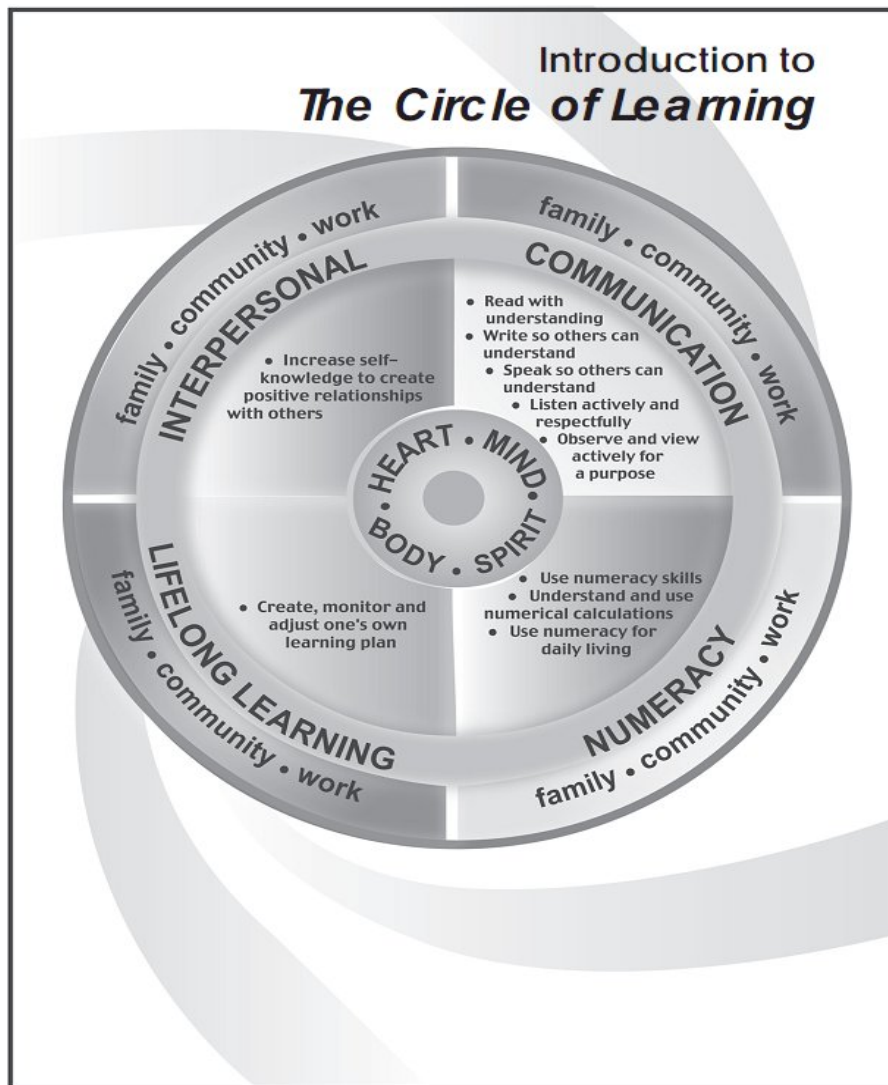 Introduction to
The Circle of Learning
family • community • work
INTERPERSONAL
• Increase self-
knowledge to create
positive relationships
with others
family • community • work
COMMUNICATION
• Read with
understanding
• Write so others can
understand
• Speak so others can
understand
• Listen actively and
respectfully
• Observe and view
actively for
a purpose
• HEART • MIND •
BODY • SPIRIT
family • community • work
LIFELONG LEARNING
• Create, monitor and
adjust one's own
learning plan
• Use numeracy skills
• Understand and use
numerical calculations
• Use numeracy for
daily living
NUMERACY
family • community • work